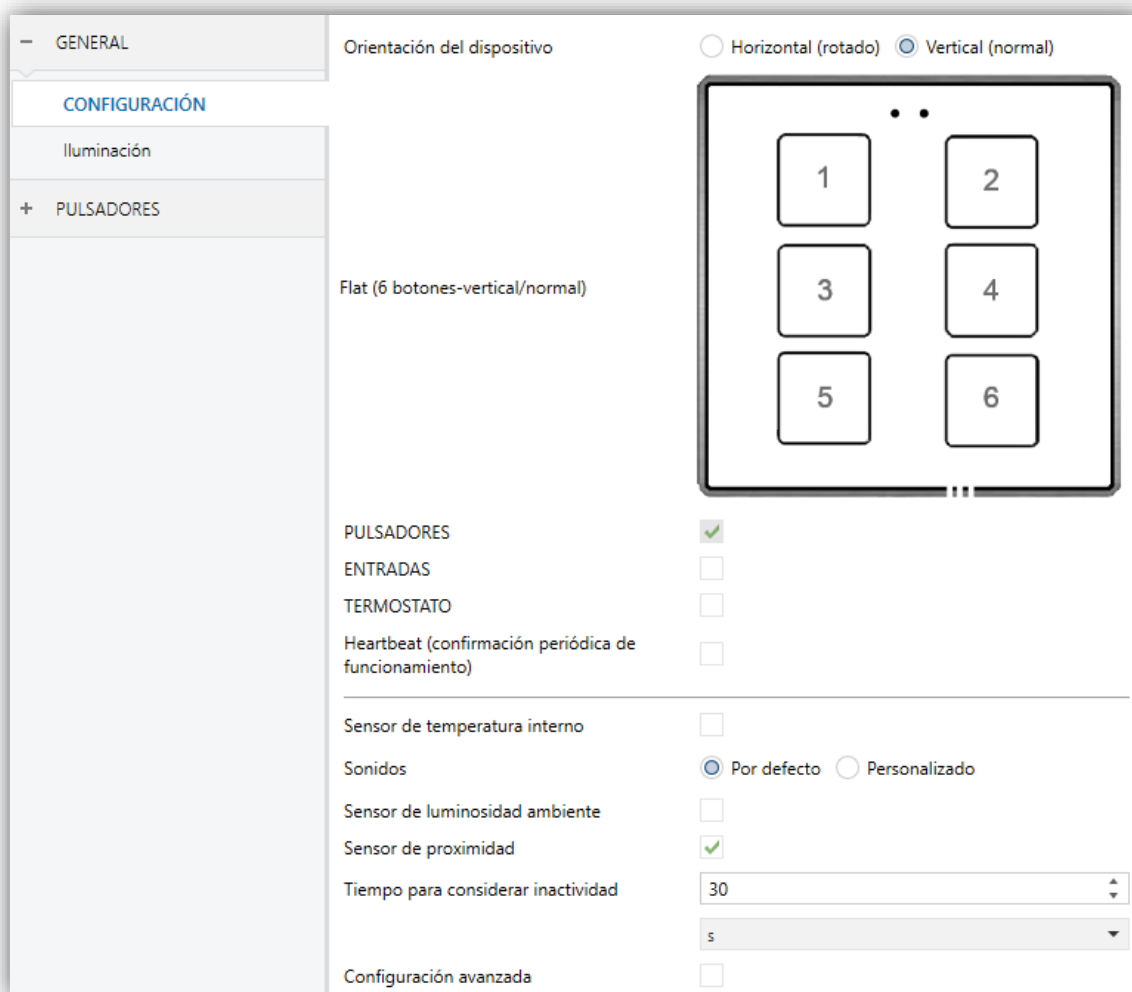 − GENERAL
CONFIGURACIÓN
Iluminación
+ PULSADORES
Orientación del dispositivo
Horizontal (rotado) Vertical (normal)
Flat (6 botones-vertical/normal)
1 2
3 4
5 6
PULSADORES
ENTRADAS
TERMOSTATO
Heartbeat (confirmación periódica de
funcionamiento)
Sensor de temperatura interno
Sonidos Por defecto Personalizado
Sensor de luminosidad ambiente
Sensor de proximidad
Tiempo para considerar inactividad 30
s
Configuración avanzada